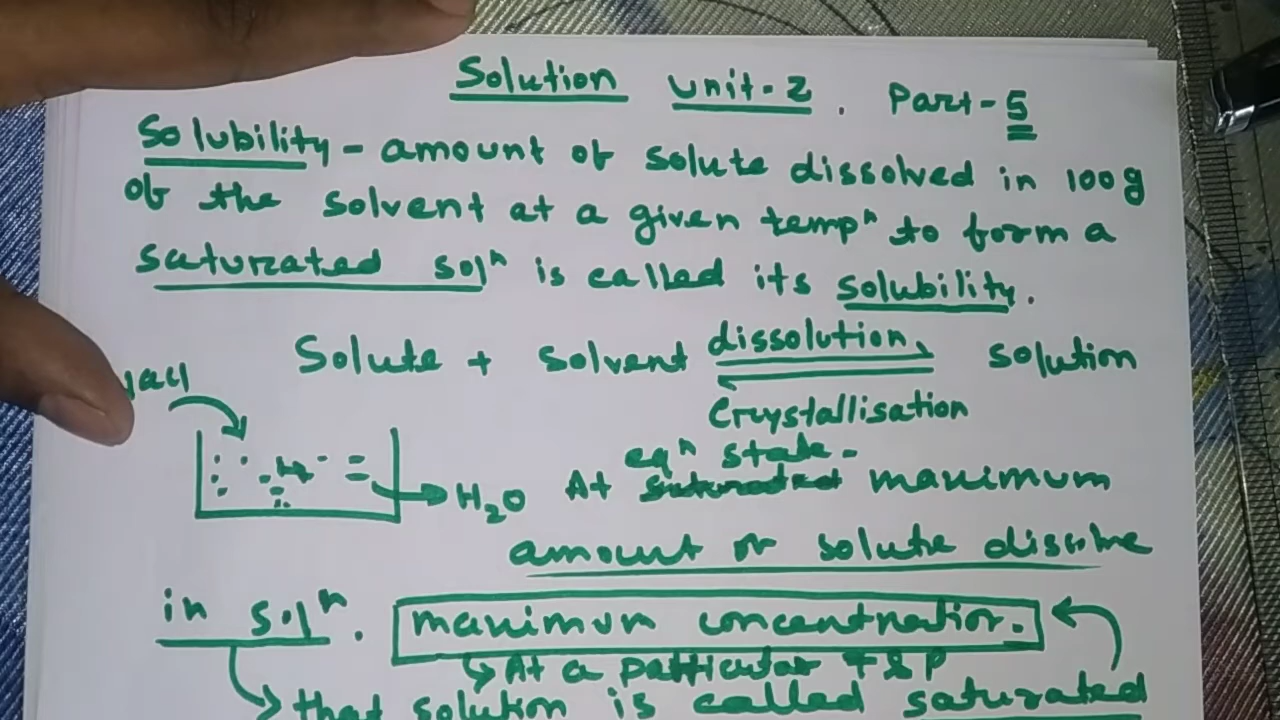 Solution Unit-2. Part-5
Solubility - amount of solute dissolved in 100g
of the solvent at a given tempⁿ to form a
saturated solⁿ is called its solubility.
Solute + solvent dissolution solution
Crystallisation
NaCl
eqⁿ state -
H₂O At saturated maximum
amount of solute dissolve
in solⁿ. maximum concentration.
↳ At a particular T & P
that solution is called saturated